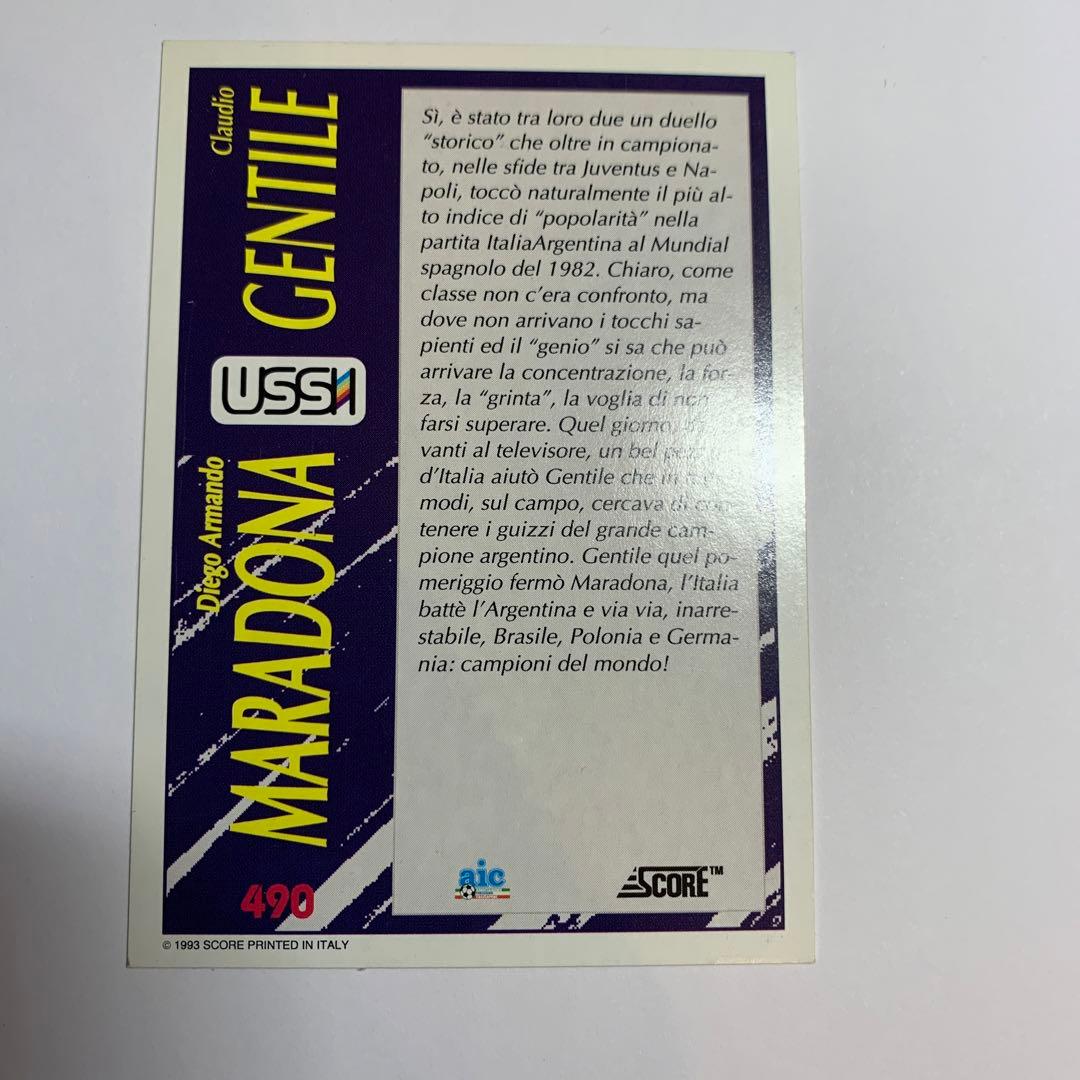 Claudio
GENTILE
USSI
Diego Armando
MARADONA
490
Sì, è stato tra loro due un duello
“storico” che oltre in campiona-
to, nelle sfide tra Juventus e Na-
poli, toccò naturalmente il più al-
to indice di “popolarità” nella
partita ItaliaArgentina al Mundial
spagnolo del 1982. Chiaro, come
classe non c’era confronto, ma
dove non arrivano i tocchi sa-
pienti ed il “genio” si sa che può
arrivare la concentrazione, la for-
za, la “grinta”, la voglia di non
farsi superare. Quel giorno,
vanti al televisore, un bel
d’Italia aiutò Gentile che
modi, sul campo, cercava di con-
tenere i guizzi del grande cam-
pione argentino. Gentile quel po-
meriggio fermò Maradona, l’Italia
battè l’Argentina e via via, inarre-
stabile, Brasile, Polonia e Germa-
nia: campioni del mondo!
aic
SCORE™
© 1993 SCORE PRINTED IN ITALY